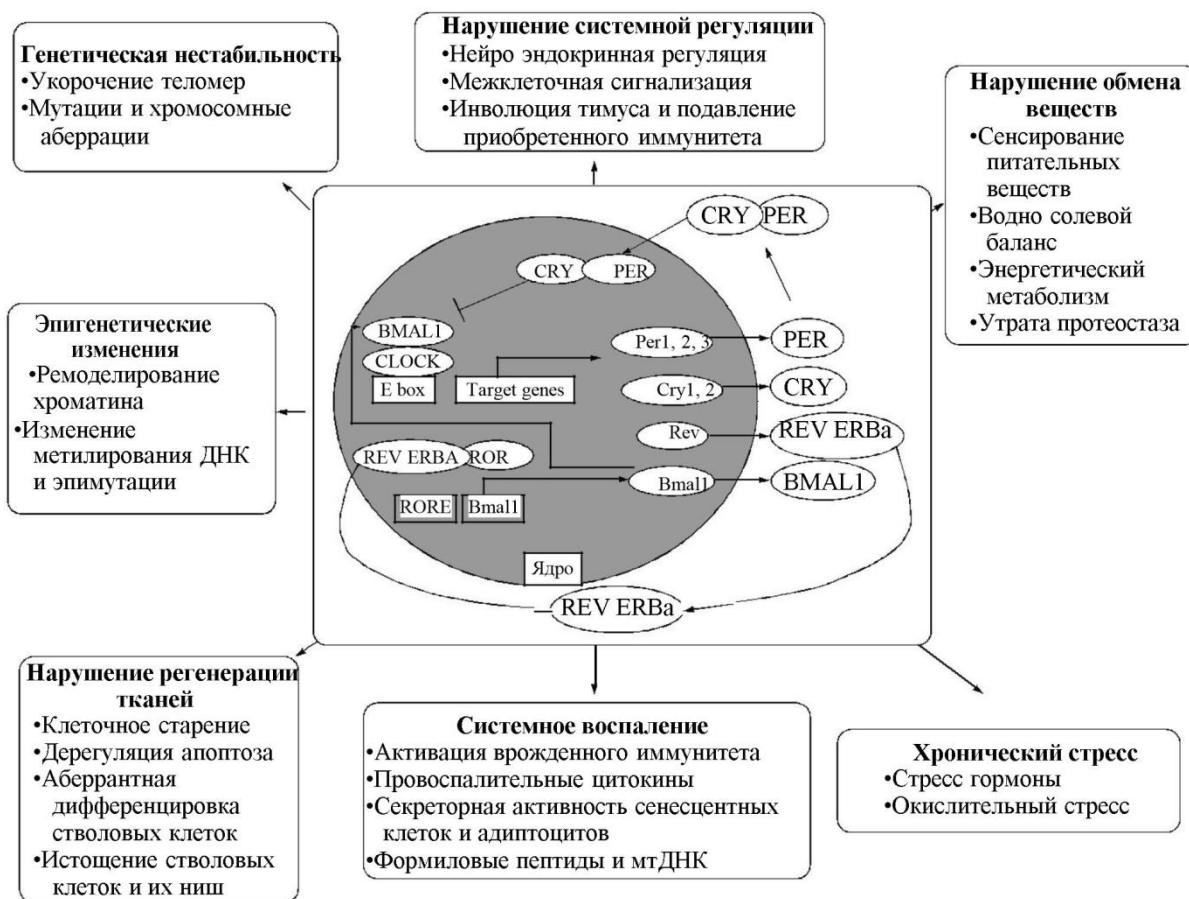 Генетическая нестабильность
•Укорочение теломер
•Мутации и хромосомные
аберрации
Нарушение системной регуляции
•Нейро эндокринная регуляция
•Межклеточная сигнализация
•Инволюция тимуса и подавление
приобретенного иммунитета
Нарушение обмена
веществ
•Сенсирование
питательных
веществ
•Водно солевой
баланс
•Энергетический
метаболизм
•Утрата протеостаза
Эпигенетические
изменения
•Ремоделирование
хроматина
•Изменение
метилирования ДНК
и эпимутации
CRY PER
CRY PER
BMAL1
CLOCK
E box
Target genes
Per1, 2, 3
PER
Cry1, 2
CRY
Rev
REV ERBa
REV ERBA ROR
Bmal1
BMAL1
RORE
Bmal1
Ядро
REV ERBa
Нарушение регенерации
тканей
•Клеточное старение
•Дерегуляция апоптоза
•Аберрантная
дифференцировка
стволовых клеток
•Истощение стволовых
клеток и их ниш
Системное воспаление
•Активация врожденного иммунитета
•Провоспалительные цитокины
•Секреторная активность сенесцентных
клеток и адиптоцитов
•Формиловые пептиды и мтДНК
Хронический стресс
•Стресс гормоны
•Окислительный стресс